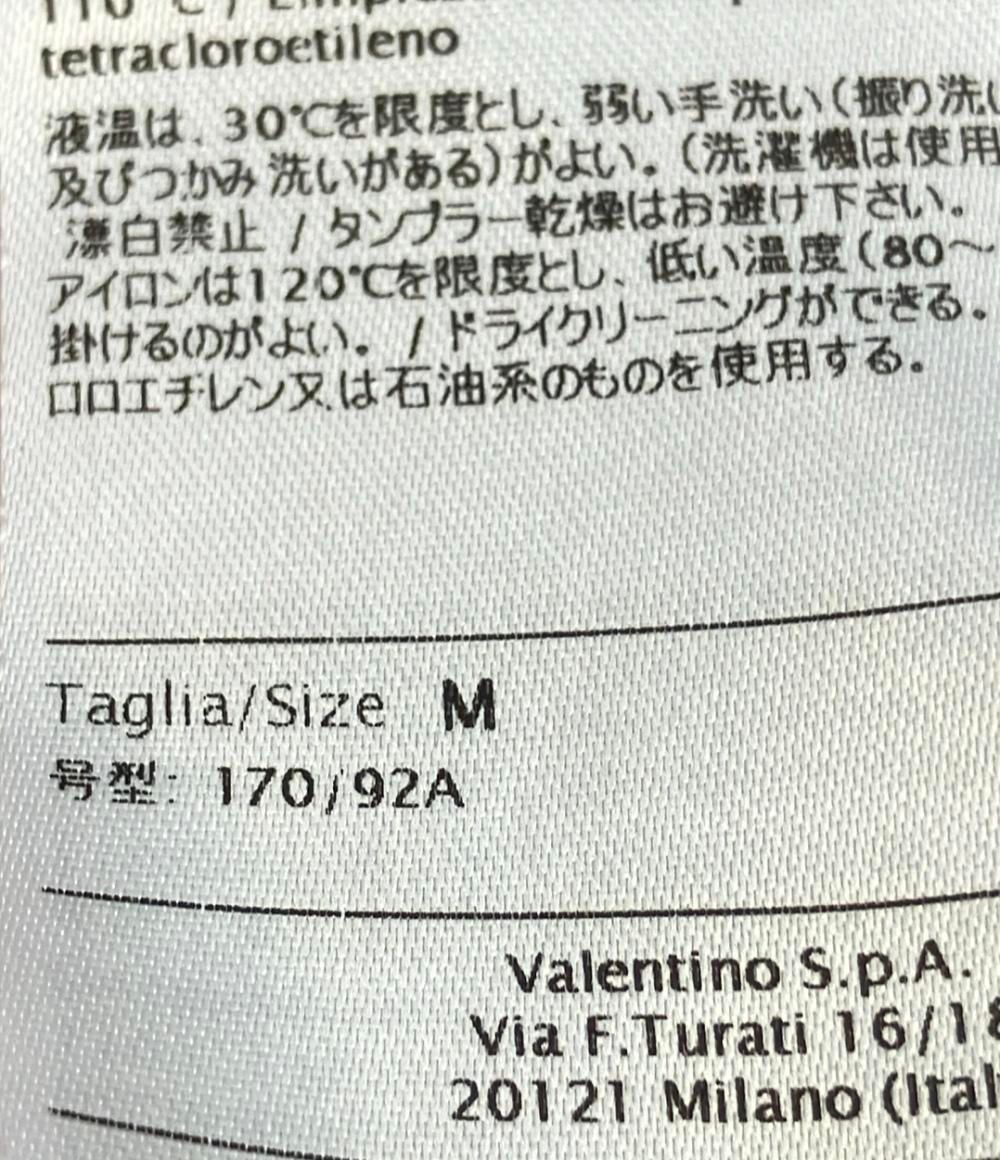 110 °C /
tetracloroetileno
液温は、30℃を限度とし、弱い手洗い(振り洗い
及びつかみ洗いがある)がよい。(洗濯機は使用
漂白禁止 / タンブラー乾燥はお避け下さい。
アイロンは120℃を限度とし、低い温度(80〜
掛けるのがよい。 / ドライクリーニングができる。
ロロエチレン又は石油系のものを使用する。
Taglia/Size M
号型: 170/92A
Valentino S.p.A.
Via F.Turati 16/18
20121 Milano (Ital